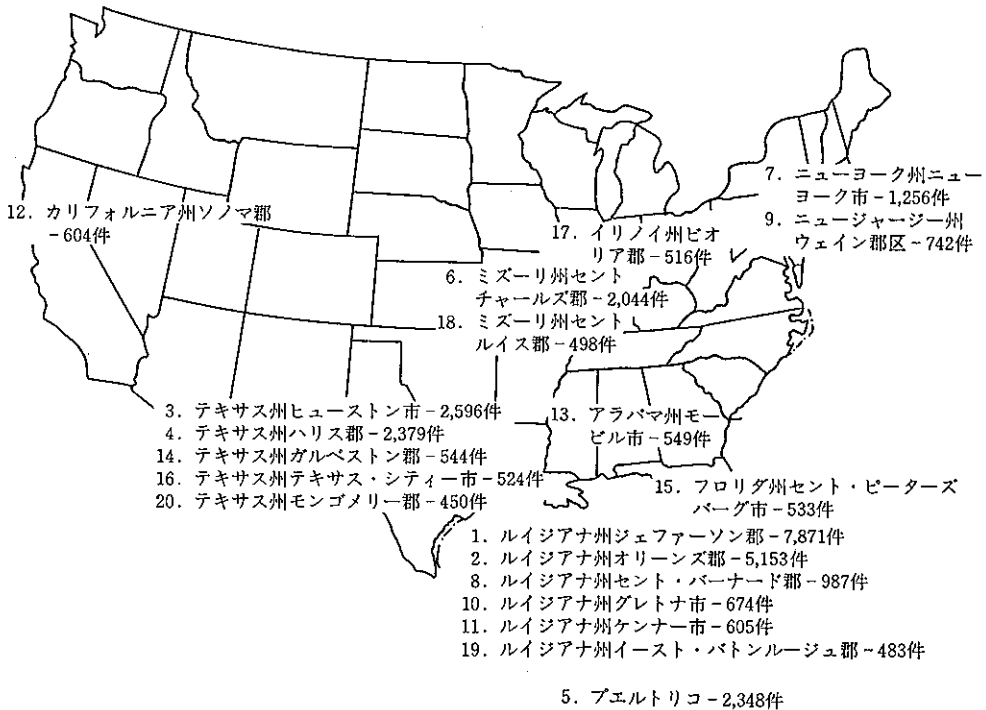 7. ニューヨーク州ニュー
ヨーク市－1,256件
9. ニュージャージー州
ウェイン郡区－742件
12. カリフォルニア州ソノマ郡
－604件
17. イリノイ州ピオ
リア郡－516件
6. ミズーリ州セント
チャールズ郡－2,044件
18. ミズーリ州セント
ルイス郡－498件
3. テキサス州ヒューストン市－2,596件
4. テキサス州ハリス郡－2,379件
14. テキサス州ガルベストン郡－544件
16. テキサス州テキサス・シティー市－524件
20. テキサス州モンゴメリー郡－450件
13. アラバマ州モー
ビル市－549件
15. フロリダ州セント・ピーターズ
バーグ市－533件
1. ルイジアナ州ジェファーソン郡－7,871件
2. ルイジアナ州オリーンズ郡－5,153件
8. ルイジアナ州セント・バーナード郡－987件
10. ルイジアナ州グレトナ市－674件
11. ルイジアナ州ケンナー市－605件
19. ルイジアナ州イースト・バトンルージュ郡－483件
5. プエルトリコ－2,348件